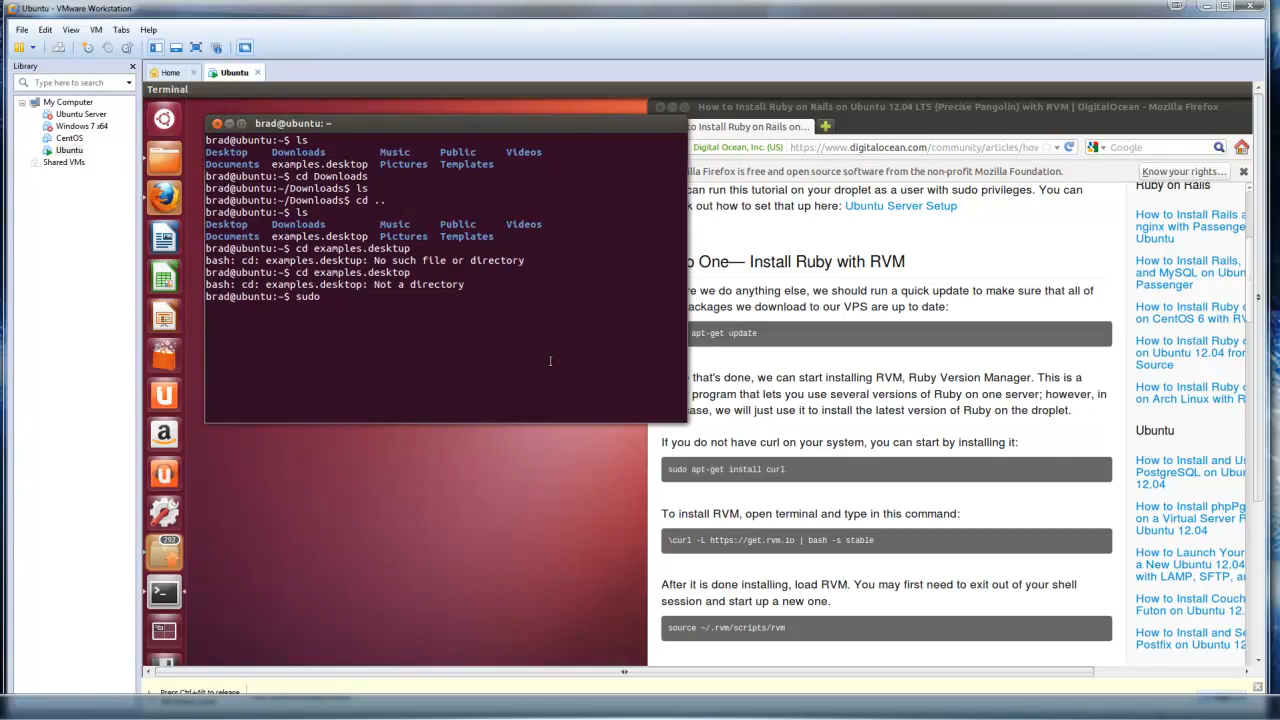 Ubuntu - VMware Workstation
File Edit View VM Tabs Help
Library
Type here to search
My Computer
Ubuntu Server
Windows 7 x64
CentOS
Ubuntu
Shared VMs
Home
Ubuntu
Terminal
brad@ubuntu: ~
brad@ubuntu:~$ ls
Desktop Downloads Music Public Videos
Documents examples.desktop Pictures Templates
brad@ubuntu:~$ cd Downloads
brad@ubuntu:~/Downloads$ ls
brad@ubuntu:~/Downloads$ cd ..
brad@ubuntu:~$ ls
Desktop Downloads Music Public Videos
Documents examples.desktop Pictures Templates
brad@ubuntu:~$ cd examples.desktup
bash: cd: examples.desktup: No such file or directory
brad@ubuntu:~$ cd examples.desktop
bash: cd: examples.desktop: Not a directory
brad@ubuntu:~$ sudo
292
How to Install Ruby on Rails on Ubuntu 12.04 LTS (Precise Pangolin) with RVM | DigitalOcean - Mozilla Firefox
to Install Ruby on Rails on...
Digital Ocean, Inc. (US) https://www.digitalocean.com/community/articles/hov
Google
efox is a free and open source software from the non-profit Mozilla Foundation.
Know your rights...
can run this tutorial on your droplet as a user with sudo privileges. You can
k out how to set that up here: Ubuntu Server Setup
p One— Install Ruby with RVM
re we do anything else, we should run a quick update to make sure that all of
ackages we download to our VPS are up to date:
apt-get update
that's done, we can start installing RVM, Ruby Version Manager. This is a
program that lets you use several versions of Ruby on one server; however, in
case, we will just use it to install the latest version of Ruby on the droplet.
If you do not have curl on your system, you can start by installing it:
sudo apt-get install curl
To install RVM, open terminal and type in this command:
\curl -L https://get.rvm.io | bash -s stable
After it is done installing, load RVM. You may first need to exit out of your shell
session and start up a new one.
source ~/.rvm/scripts/rvm
Ruby on Rails
How to Install Rails a
nginx with Passenge
Ubuntu
How to Install Rails,
and MySQL on Ubuntu
Passenger
How to Install Ruby o
on CentOS 6 with RV
How to Install Ruby o
on Ubuntu 12.04 from
Source
How to Install Ruby o
on Arch Linux with R
Ubuntu
How to Install and Us
PostgreSQL on Ubun
12.04
How to Install phpPg
on a Virtual Server R
Ubuntu 12.04
How to Launch Your
a New Ubuntu 12.04
with LAMP, SFTP, an
How to Install Couch
Futon on Ubuntu 12.
How to Install and Se
Postfix on Ubuntu 12
Press Ctrl+Alt to release.